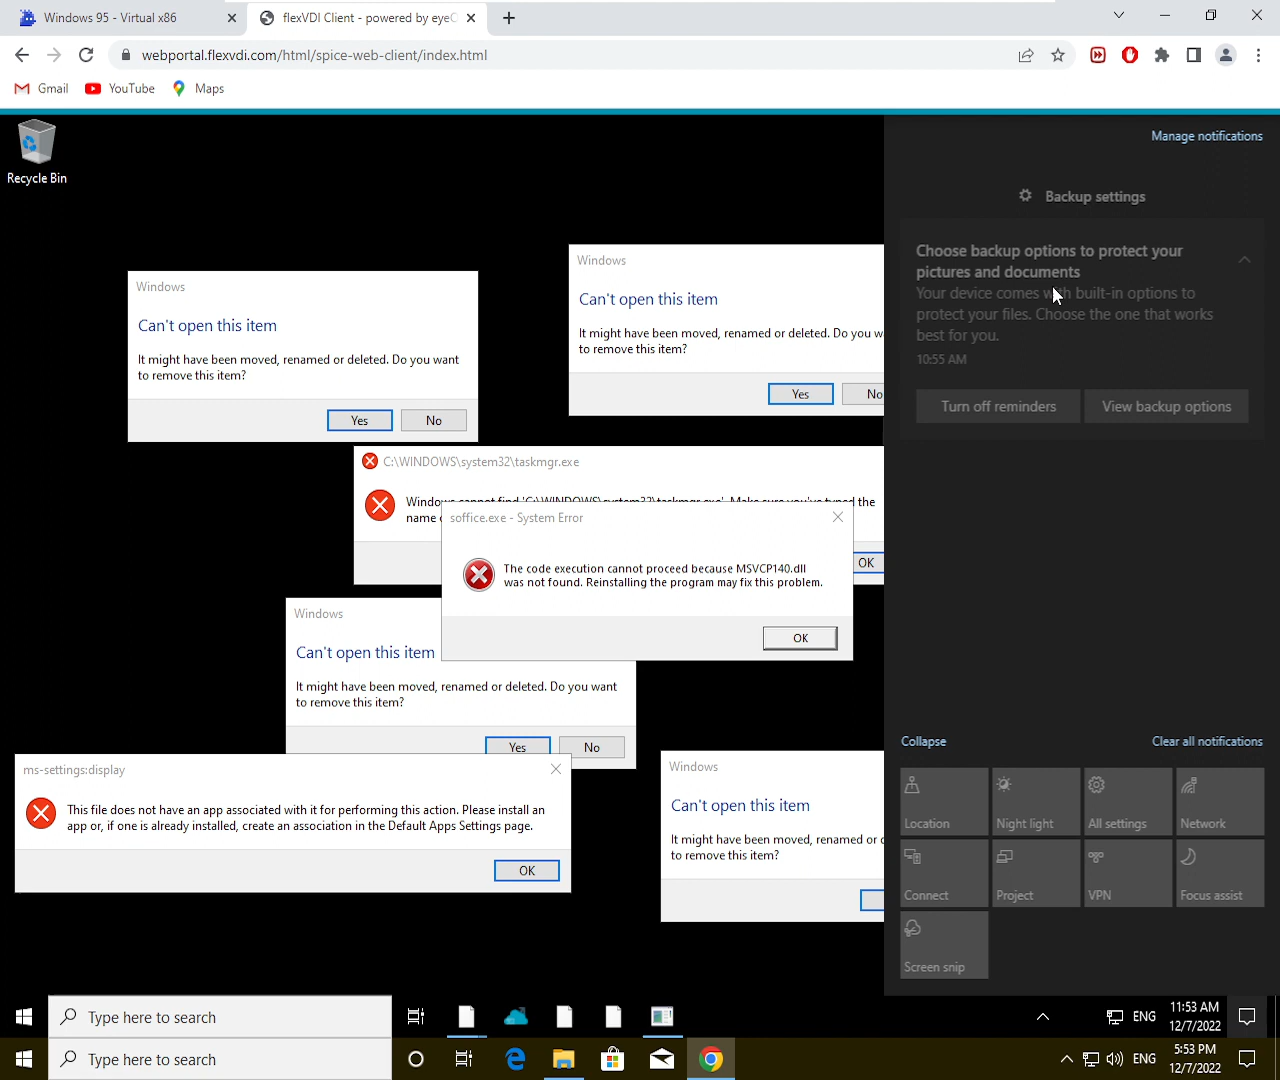 Windows 95 - Virtual x86
flexVDI Client - powered by eyeC
webportal.flexvdi.com/html/spice-web-client/index.html
Gmail
YouTube
Maps
Recycle Bin
Manage notifications
Backup settings
Choose backup options to protect your
pictures and documents
Your device comes with built-in options to
protect your files. Choose the one that works
best for you.
10:55 AM
Turn off reminders
View backup options
Windows
Can't open this item
It might have been moved, renamed or deleted. Do you w
to remove this item?
Yes
No
Windows
Can't open this item
It might have been moved, renamed or deleted. Do you want
to remove this item?
Yes
No
C:\WINDOWS\system32\taskmgr.exe
Windows cannot find 'C:\WINDOWS\system32\taskmgr.exe'. Make sure you've typed the
name
OK
soffice.exe - System Error
The code execution cannot proceed because MSVCP140.dll
was not found. Reinstalling the program may fix this problem.
OK
Windows
Can't open this item
It might have been moved, renamed or deleted. Do you want
to remove this item?
Yes
No
ms-settings:display
This file does not have an app associated with it for performing this action. Please install an
app or, if one is already installed, create an association in the Default Apps Settings page.
OK
Windows
Can't open this item
It might have been moved, renamed or
to remove this item?
Collapse
Clear all notifications
Location
Night light
All settings
Network
Connect
Project
VPN
Focus assist
Screen snip
Type here to search
ENG
11:53 AM
12/7/2022
Type here to search
ENG
5:53 PM
12/7/2022